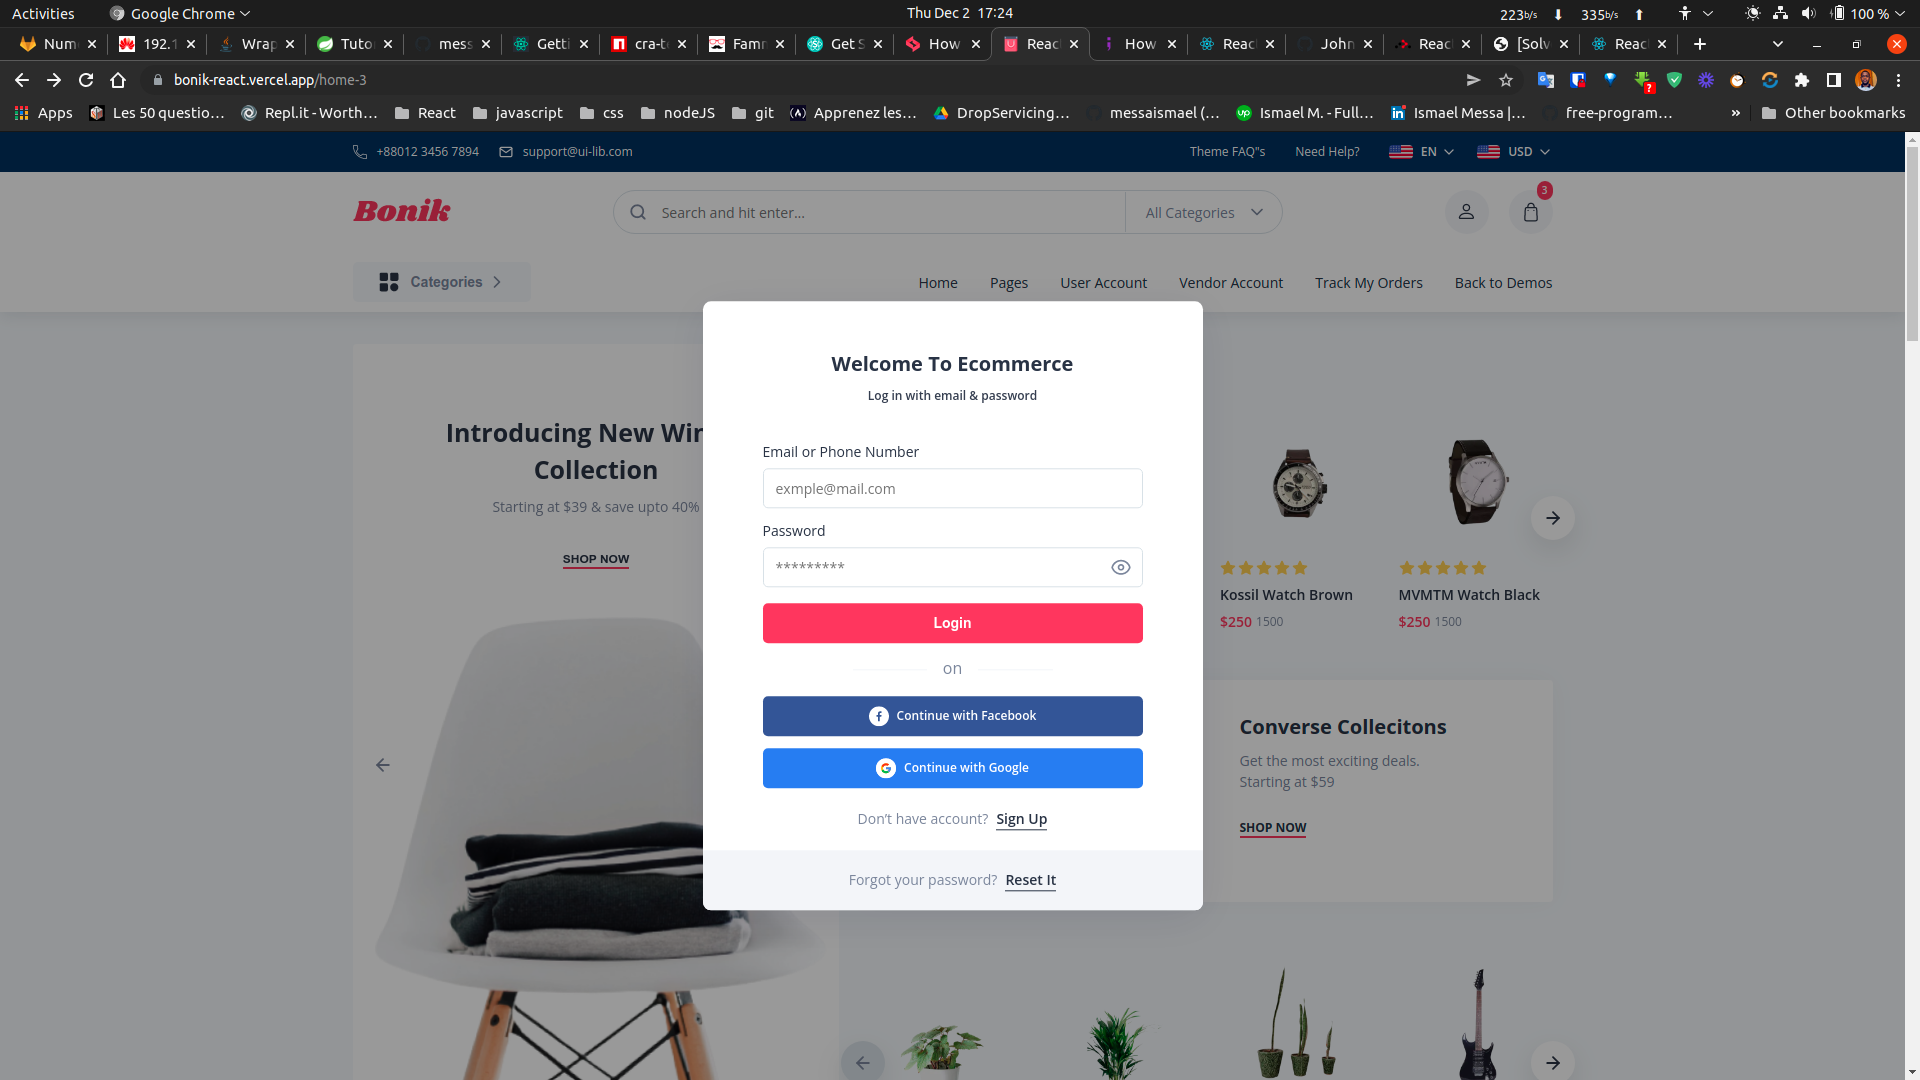 Activities
Google Chrome
Thu Dec 2 17:24
223b/s
335b/s
100 %
Num
192.1
Wrap
Tuto
mess
Getti
cra-t
Famr
Get S
How
Reac
How
Reac
John
Reac
[Solv
Reac
bonik-react.vercel.app/home-3
Apps
Les 50 questio...
Repl.it - Worth...
React
javascript
css
nodeJS
git
Apprenez les...
DropServicing...
messaismael (...
Ismael M. - Full...
Ismael Messa |...
free-program...
»
Other bookmarks
+88012 3456 7894
support@ui-lib.com
Theme FAQ"s
Need Help?
EN
USD
Bonik
Search and hit enter...
All Categories
3
Categories
Home
Pages
User Account
Vendor Account
Track My Orders
Back to Demos
Introducing New Win
Collection
Starting at $39 & save upto 40%
SHOP NOW
Welcome To Ecommerce
Log in with email & password
Email or Phone Number
exmple@mail.com
Password
*********
Login
on
Continue with Facebook
Continue with Google
Don't have account? Sign Up
Forgot your password? Reset It
Kossil Watch Brown
$250 1500
MVMTM Watch Black
$250 1500
Converse Collecitons
Get the most exciting deals.
Starting at $59
SHOP NOW